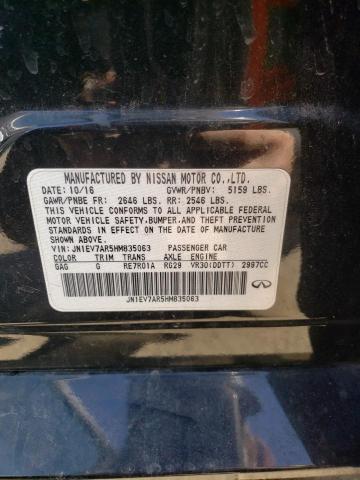 MANUFACTURED BY NISSAN MOTOR CO.,LTD.
DATE: 10/16 GVWR/PNBV: 5159 LBS.
GAWR/PNBE FR: 2646 LBS. RR: 2546 LBS.
THIS VEHICLE CONFORMS TO ALL APPLICABLE FEDERAL
MOTOR VEHICLE SAFETY,BUMPER,AND THEFT PREVENTION
STANDARDS IN EFFECT ON THE DATE OF MANUFACTURE
SHOWN ABOVE.
VIN:JN1EV7AR5HM835063 PASSENGER CAR
COLOR TRIM TRANS AXLE ENGINE
GAG G RE7R01A RG29 VR30(DDTT) 2997CC
JN1EV7AR5HM835063